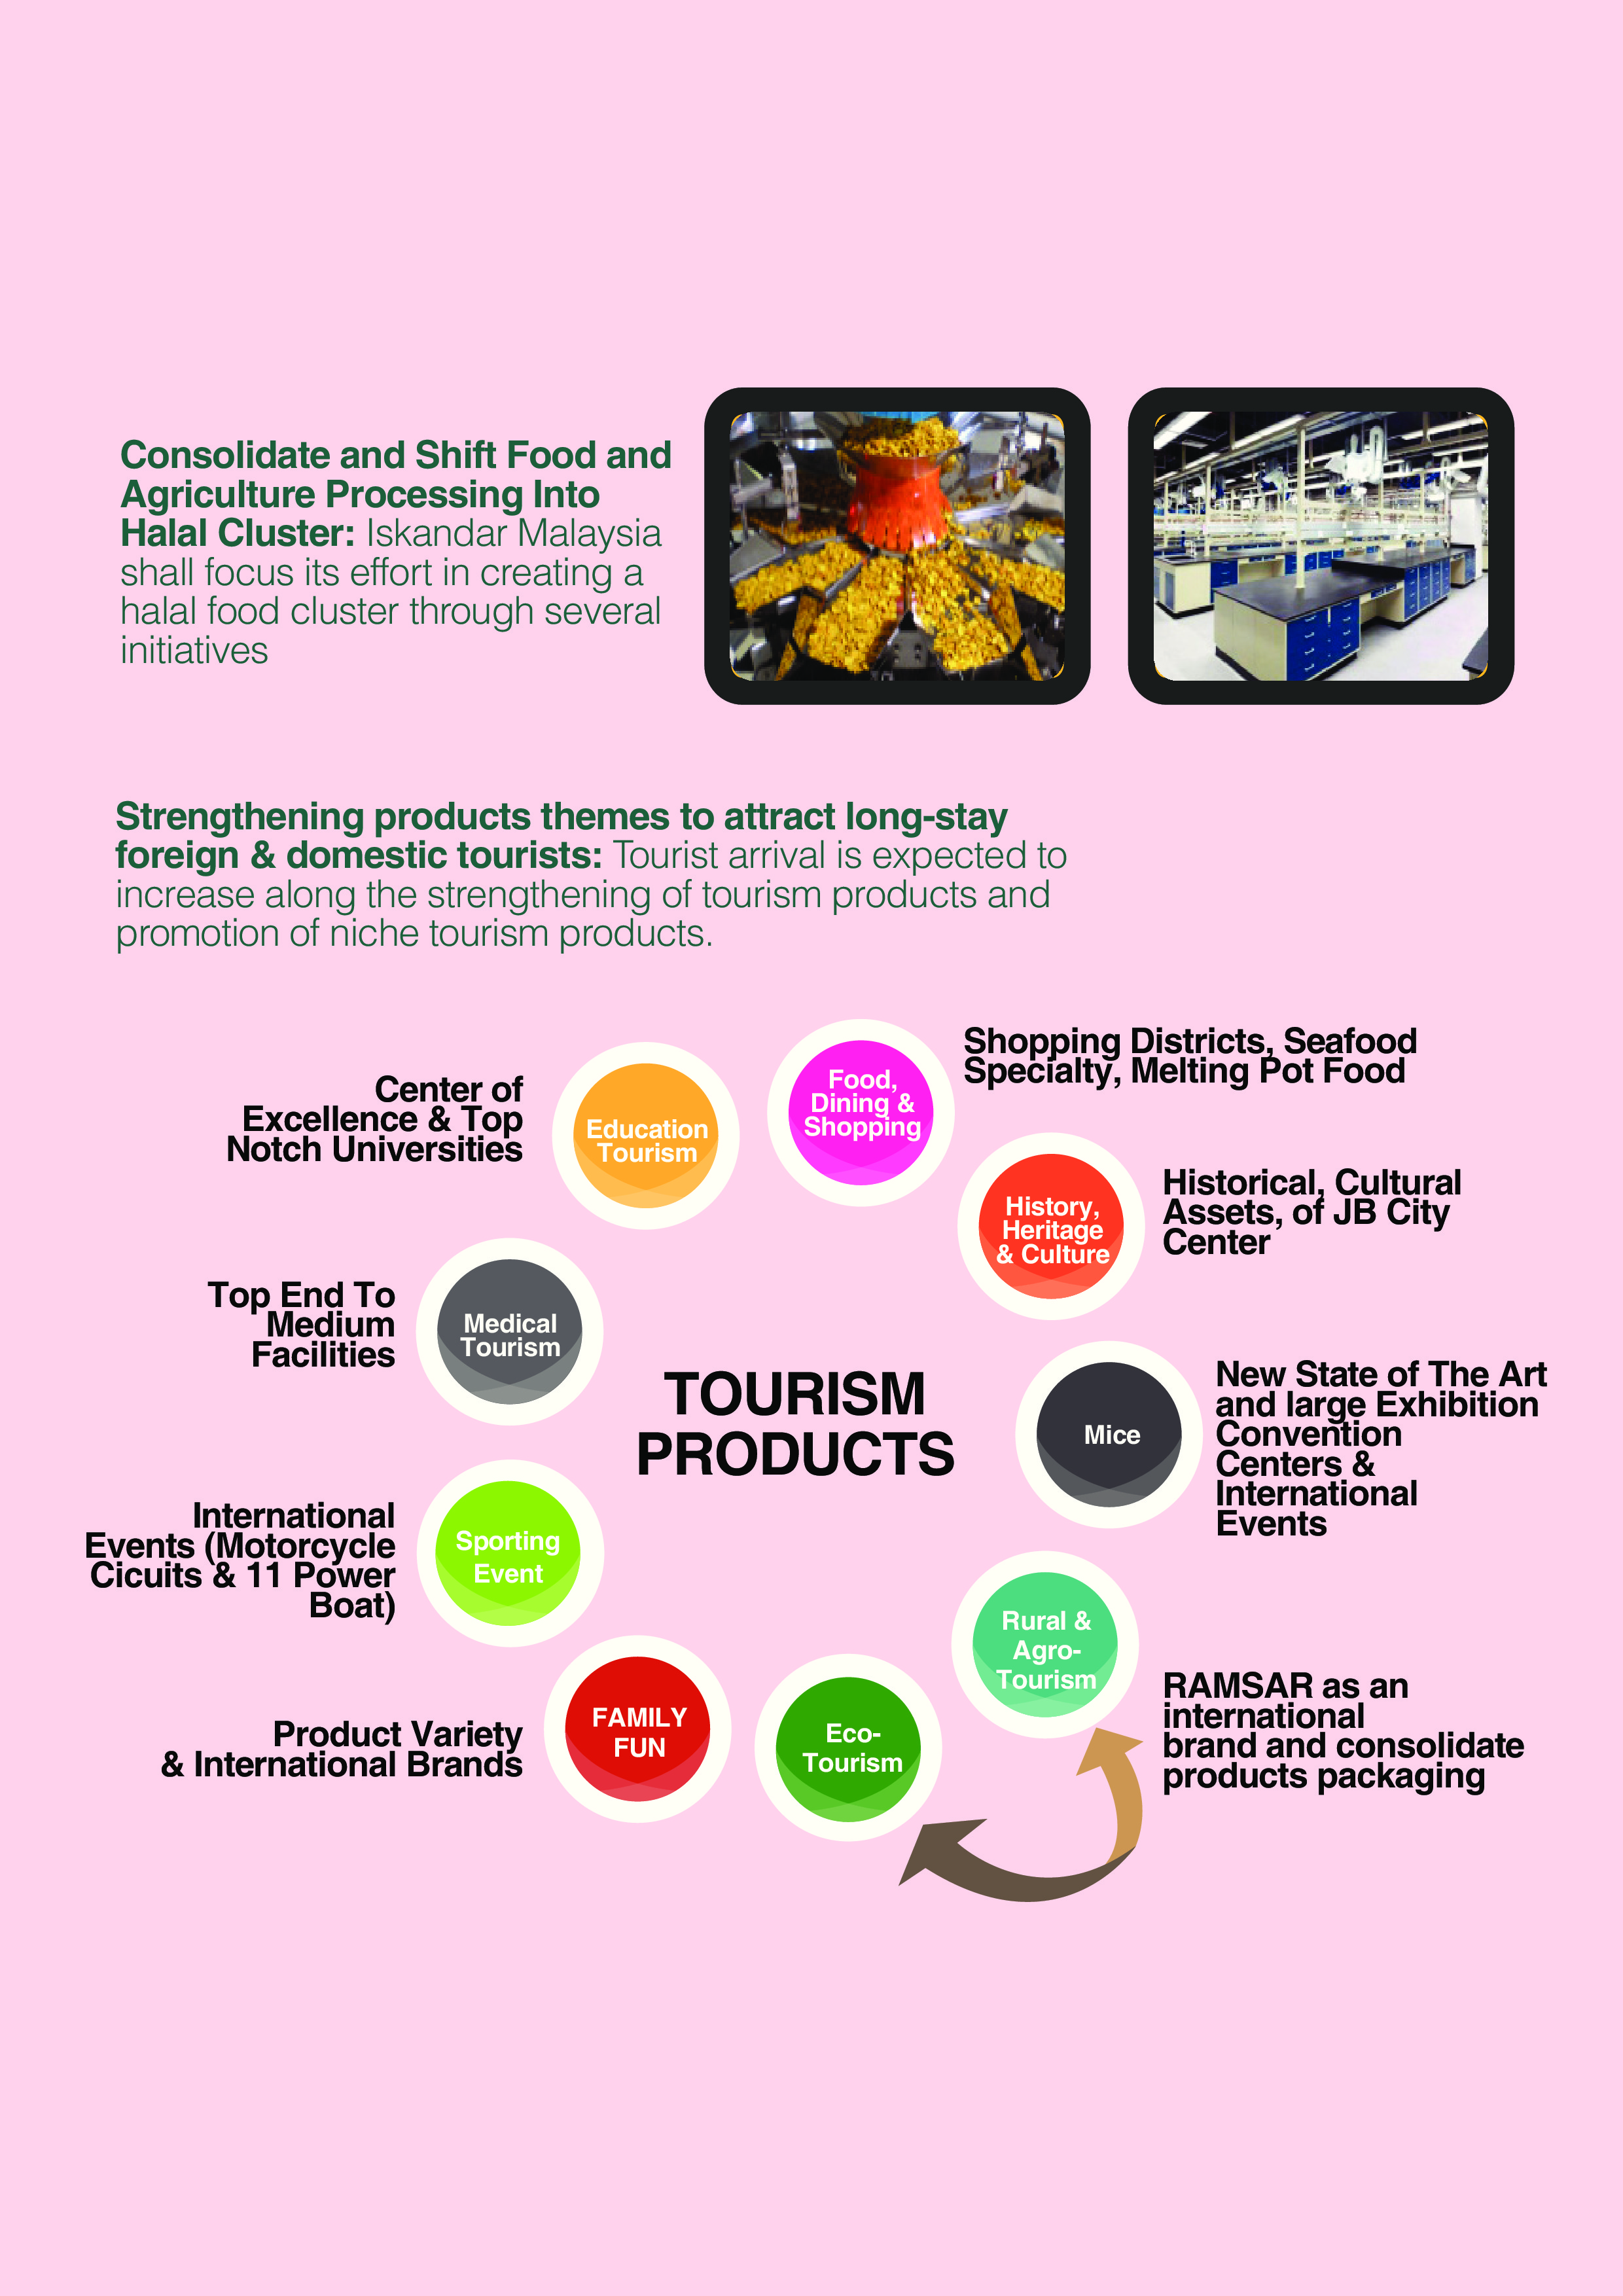 Consolidate and Shift Food and
Agriculture Processing Into
Halal Cluster: Iskandar Malaysia
shall focus its effort in creating a
halal food cluster through several
initiatives
Strengthening products themes to attract long-stay
foreign & domestic tourists: Tourist arrival is expected to
increase along the strengthening of tourism products and
promotion of niche tourism products.
Food,
Dining &
Shopping
Shopping Districts, Seafood
Specialty, Melting Pot Food
Center of
Excellence & Top
Notch Universities
Education
Tourism
History,
Heritage
& Culture
Historical, Cultural
Assets, of JB City
Center
Top End To
Medium
Facilities
Medical
Tourism
TOURISM
PRODUCTS
Mice
New State of The Art
and large Exhibition
Convention
Centers &
International
Events
International
Events (Motorcycle
Cicuits & 11 Power
Boat)
Sporting
Event
Rural &
Agro-
Tourism
RAMSAR as an
international
brand and consolidate
products packaging
Product Variety
& International Brands
FAMILY
FUN
Eco-
Tourism